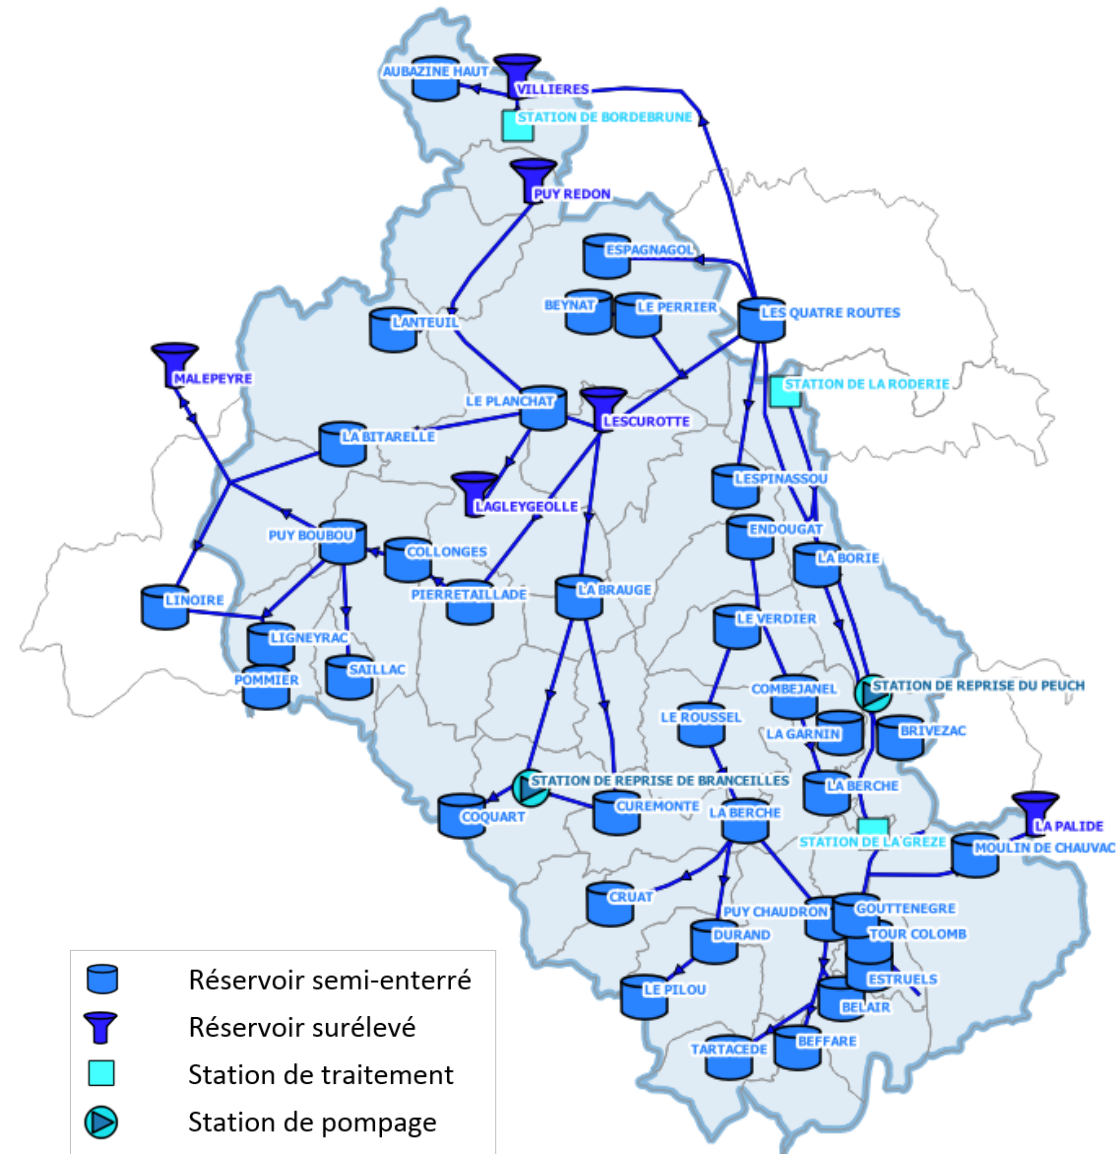 AUBAZINE HAUT
VILLIERES
STATION DE BORDEBRUNE
PUY REDON
ESPAGNAGOL
BEYNAT
LE PERRIER
LES QUATRE ROUTES
LANTEUIL
MALEPEYRE
STATION DE LA RODERIE
LE PLANCHAT
LESCUROTTE
LA BITARELLE
LESPINASSOU
LAGLEYGEOLLE
PUY BOUBOU
ENDOUGAT
COLLONGES
LA BORIE
LINOIRE
PIERRETAILLADE
LA BRAUGE
LE VERDIER
LIGNEYRAC
SAILLAC
POMMIER
COMBEJANEL
STATION DE REPRISE DU PEUCH
LE ROUSSEL
LA GARNIN
BRIVEZAC
STATION DE REPRISE DE BRANCEILLES
LA BERCHE
COQUART
CUREMONTE
LA BERCHE
LA PALIDE
STATION DE LA GREZE
MOULIN DE CHAUVAC
CRUAT
PUY CHAUDRON
GOUTTENEGRE
DURAND
TOUR COLOMB
LE PILOU
ESTRUELS
BELAIR
TARTACEDE
BEFFARE
Réservoir semi-enterré
Réservoir surélevé
Station de traitement
Station de pompage